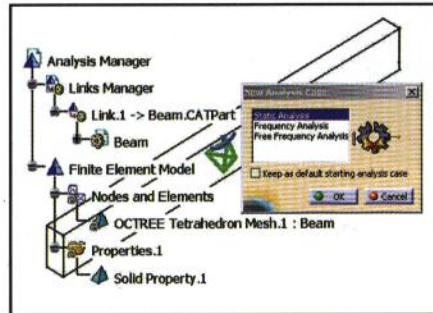 Analysis Manager
Links Manager
Link.1 -> Beam.CATPart
Beam
Finite Element Model
Nodes and Elements
OCTREE Tetrahedron Mesh.1 : Beam
Properties.1
Solid Property.1
New Analysis Case
Static Analysis
Frequency Analysis
Free Frequency Analysis
Keep as default starting analysis case
OK
Cancel